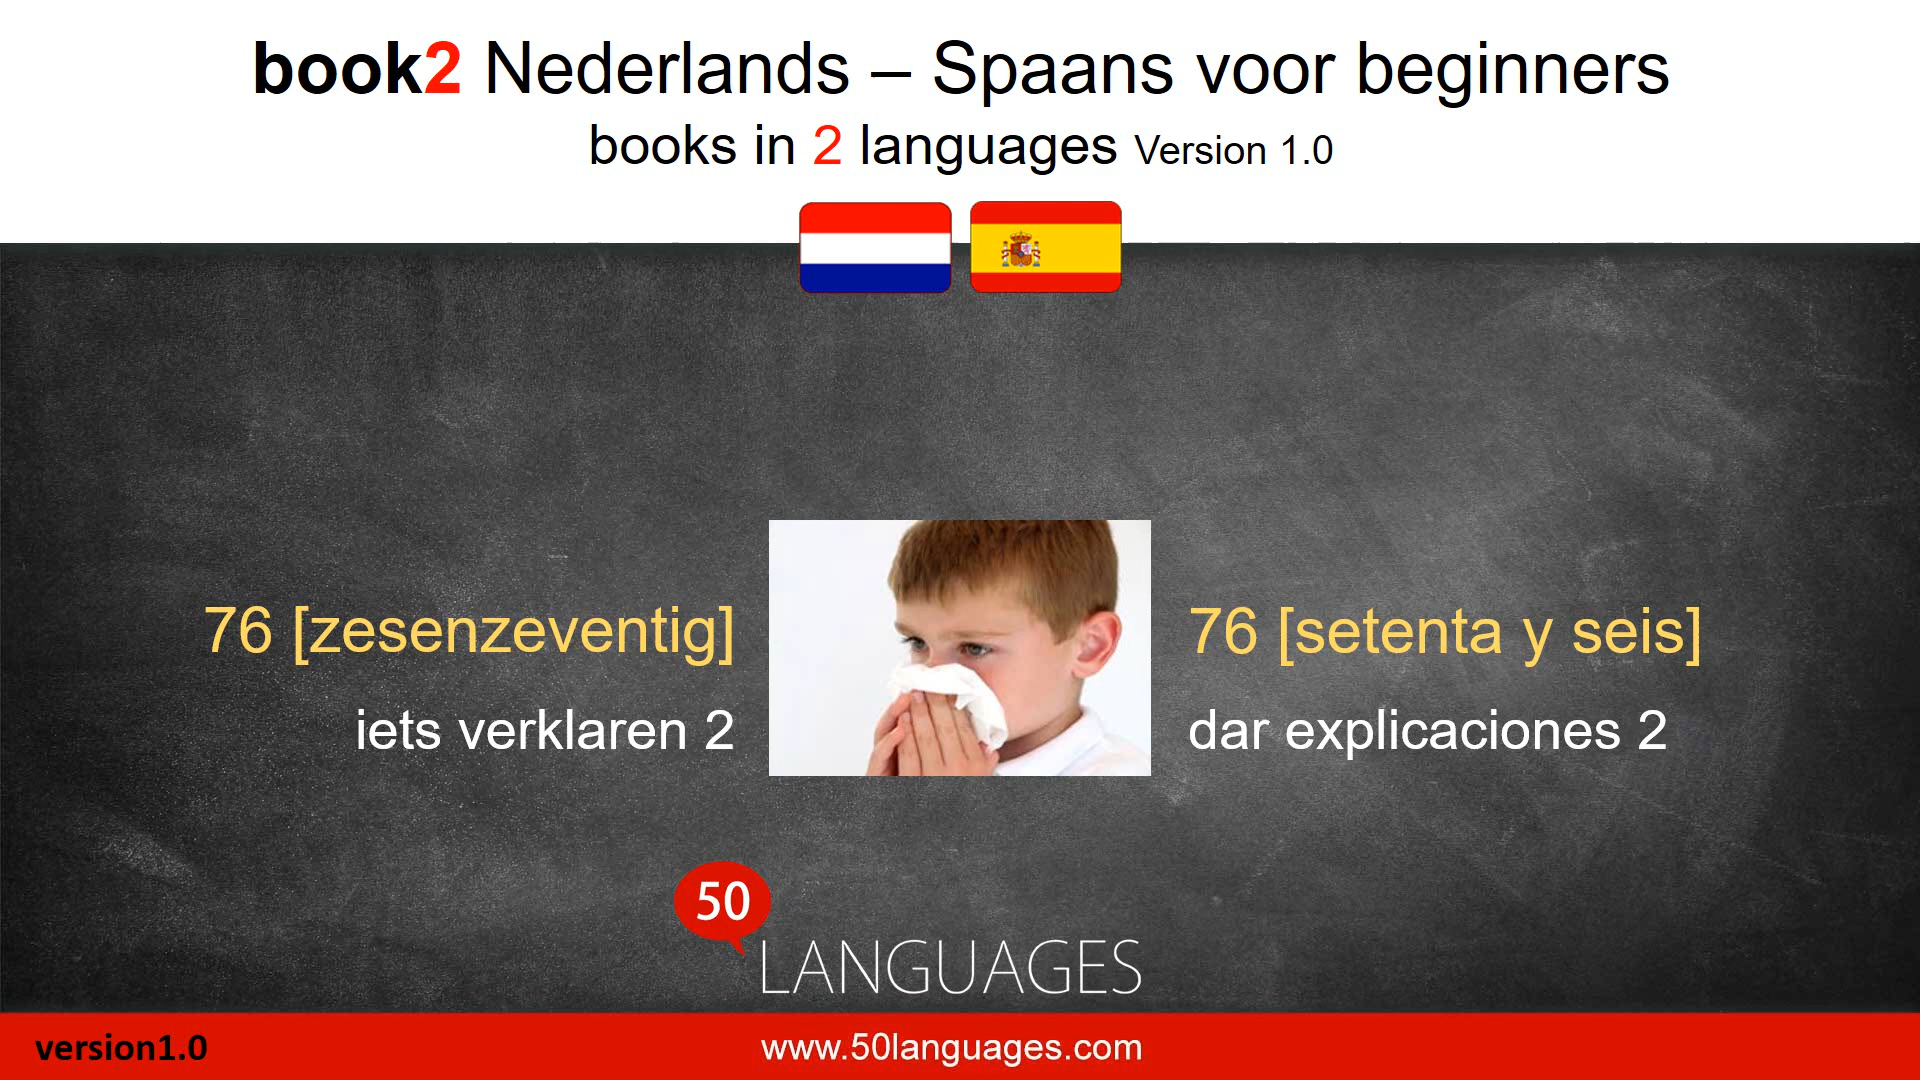 book2 Nederlands – Spaans voor beginners
books in 2 languages Version 1.0
76 [zesenzeventig]
iets verklaren 2
76 [setenta y seis]
dar explicaciones 2
50
LANGUAGES
version1.0
www.50languages.com